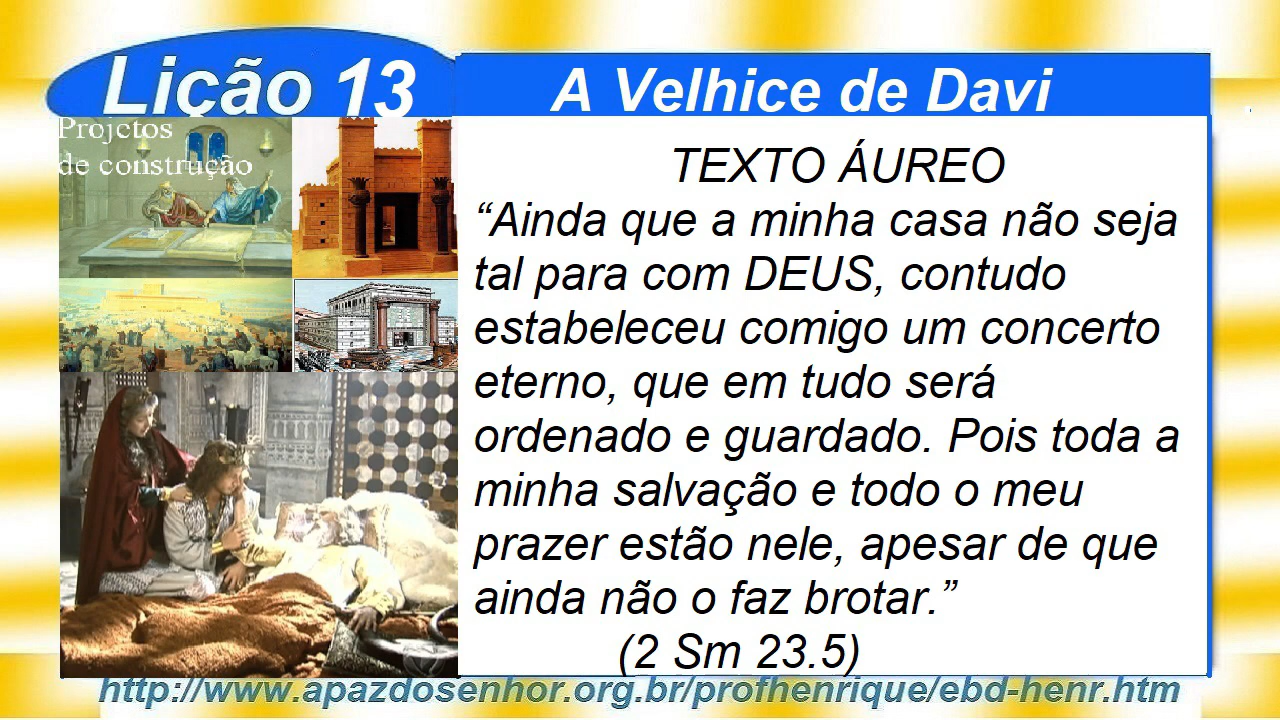 Lição 13
A Velhice de Davi
Projetos
de construção
TEXTO ÁUREO
“Ainda que a minha casa não seja
tal para com DEUS, contudo
estabeleceu comigo um concerto
eterno, que em tudo será
ordenado e guardado. Pois toda a
minha salvação e todo o meu
prazer estão nele, apesar de que
ainda não o faz brotar.”
(2 Sm 23.5)
http://www.apazdosenhor.org.br/profhenrique/ebd-henr.htm